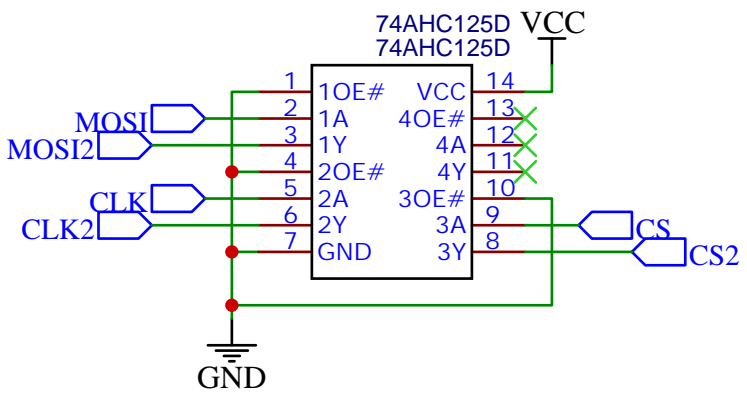 74AHC125D
74AHC125D
VCC
1 1OE# VCC 14
MOSI 2 1A 4OE# 13
MOSI2 3 1Y 4A 12
4 2OE# 4Y 11
CLK 5 2A 3OE# 10
CLK2 6 2Y 3A 9 CS
7 GND 3Y 8 CS2
GND